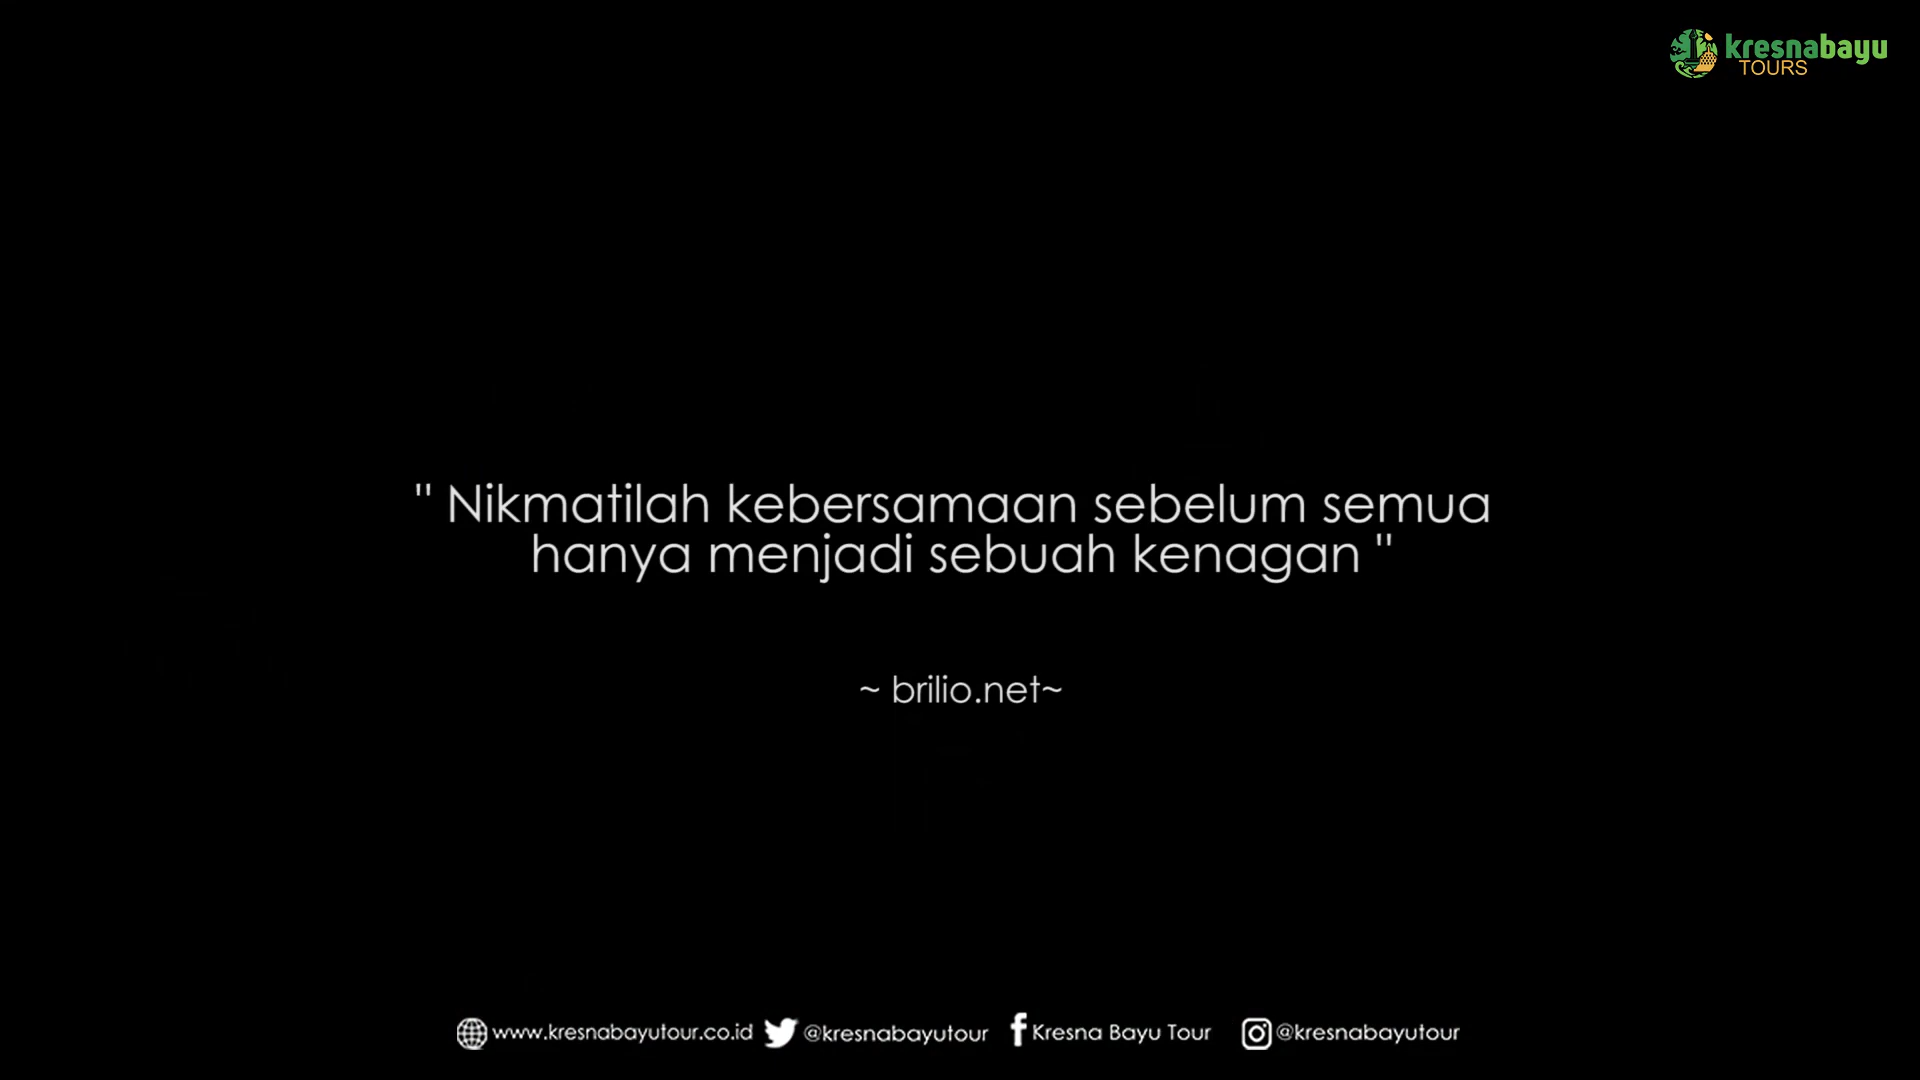 kresnabayu
TOURS
" Nikmatilah kebersamaan sebelum semua
hanya menjadi sebuah kenagan "
~ brilio.net~
www.kresnabayutour.co.id @kresnabayutour Kresna Bayu Tour @kresnabayutour